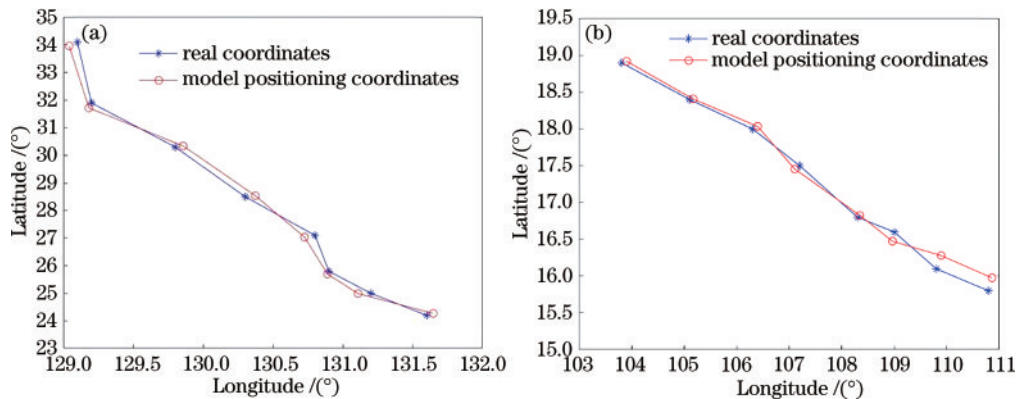 (a)
real coordinates
model positioning coordinates
35
34
33
32
31
30
29
28
27
26
25
24
23
Latitude /(°)
129.0 129.5 130.0 130.5 131.0 131.5 132.0
Longitude /(°)
(b)
real coordinates
model positioning coordinates
19.5
19.0
18.5
18.0
17.5
17.0
16.5
16.0
15.5
15.0
Latitude /(°)
103 104 105 106 107 108 109 110 111
Longitude /(°)